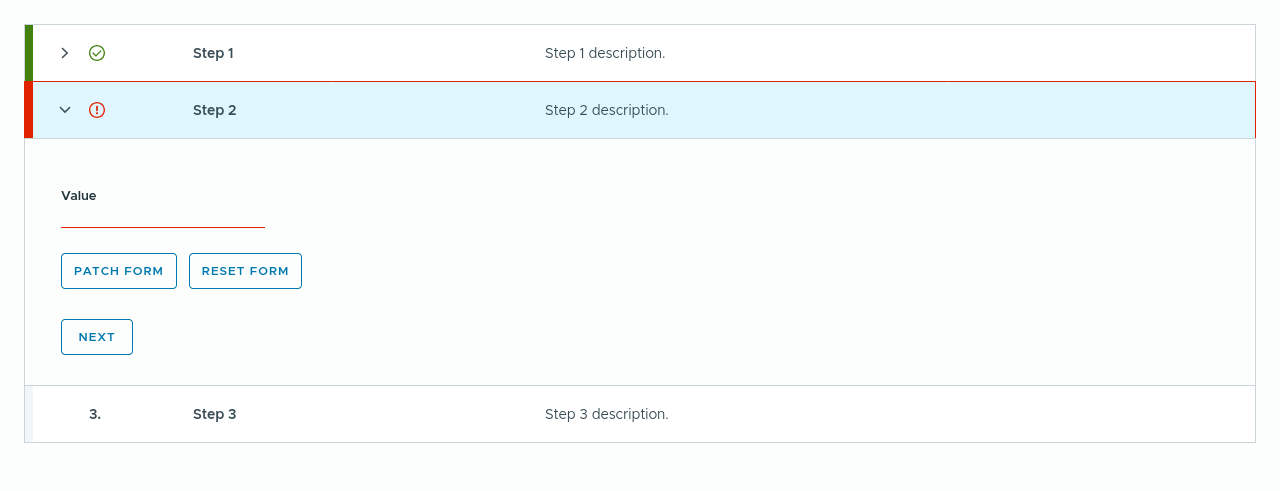 Step 1 Step 1 description.
Step 2 Step 2 description.
Value
PATCH FORM RESET FORM
NEXT
3. Step 3 Step 3 description.